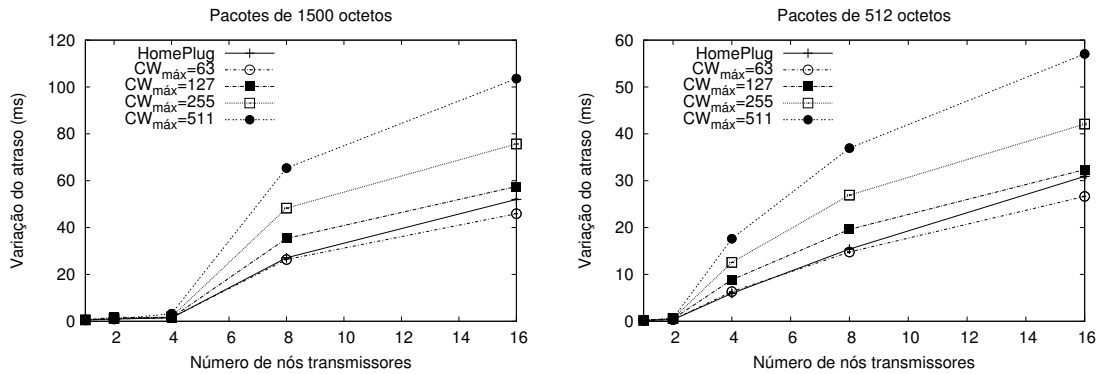 Pacotes de 1500 octetos
120
100
80
60
40
20
0
Variação do atraso (ms)
HomePlug
CWmáx=63
CWmáx=127
CWmáx=255
CWmáx=511
2 4 6 8 10 12 14 16
Número de nós transmissores
Pacotes de 512 octetos
60
50
40
30
20
10
0
Variação do atraso (ms)
HomePlug
CWmáx=63
CWmáx=127
CWmáx=255
CWmáx=511
2 4 6 8 10 12 14 16
Número de nós transmissores